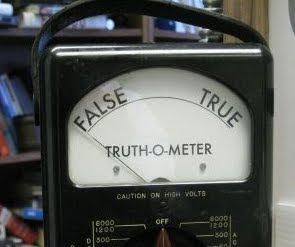 FALSE TRUE
TRUTH-O-METER
CAUTION ON HIGH VOLTS
OFF
6000 6000
1200 1200
300 300
D A